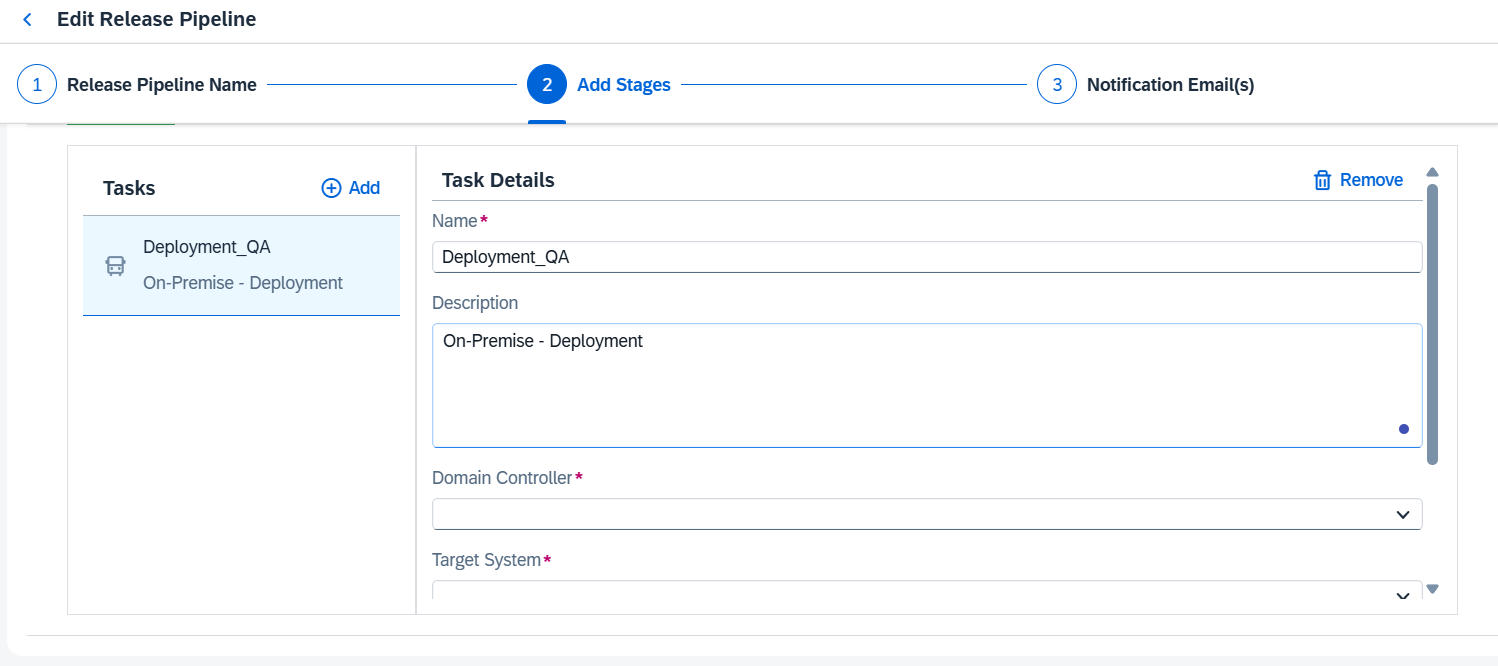 Edit Release Pipeline
1 Release Pipeline Name
2 Add Stages
3 Notification Email(s)
Tasks
Add
Deployment_QA
On-Premise - Deployment
Task Details
Remove
Name*
Deployment_QA
Description
On-Premise - Deployment
Domain Controller*
Target System*